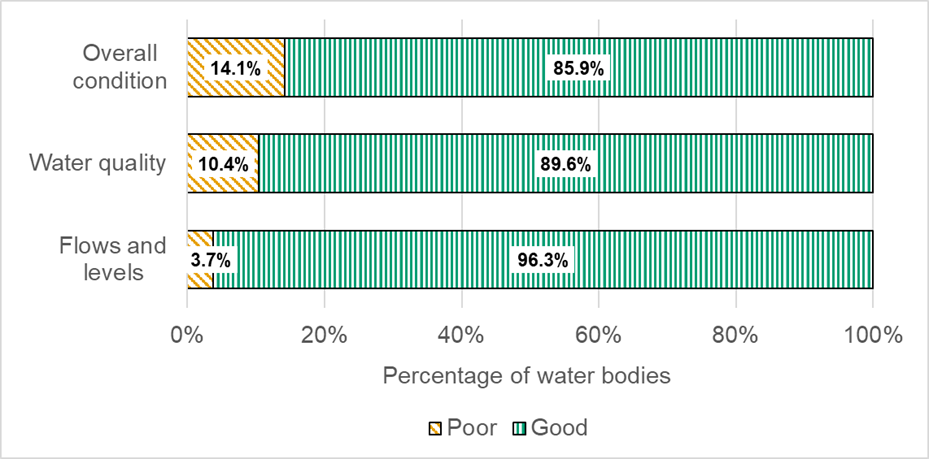 Overall
condition
14.1%
85.9%
Water quality
10.4%
89.6%
Flows and
levels
3.7%
96.3%
0%
20%
40%
60%
80%
100%
Percentage of water bodies
Poor
Good